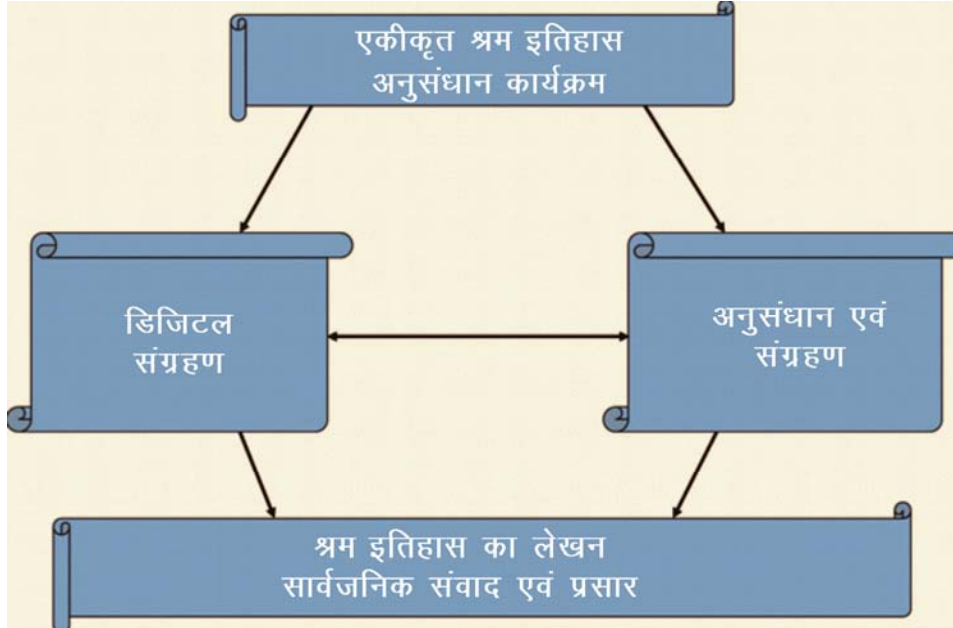 एकीकृत श्रम इतिहास
अनुसंधान कार्यक्रम
डिजिटल
संग्रहण
अनुसंधान एवं
संग्रहण
श्रम इतिहास का लेखन
सार्वजनिक संवाद एवं प्रसार